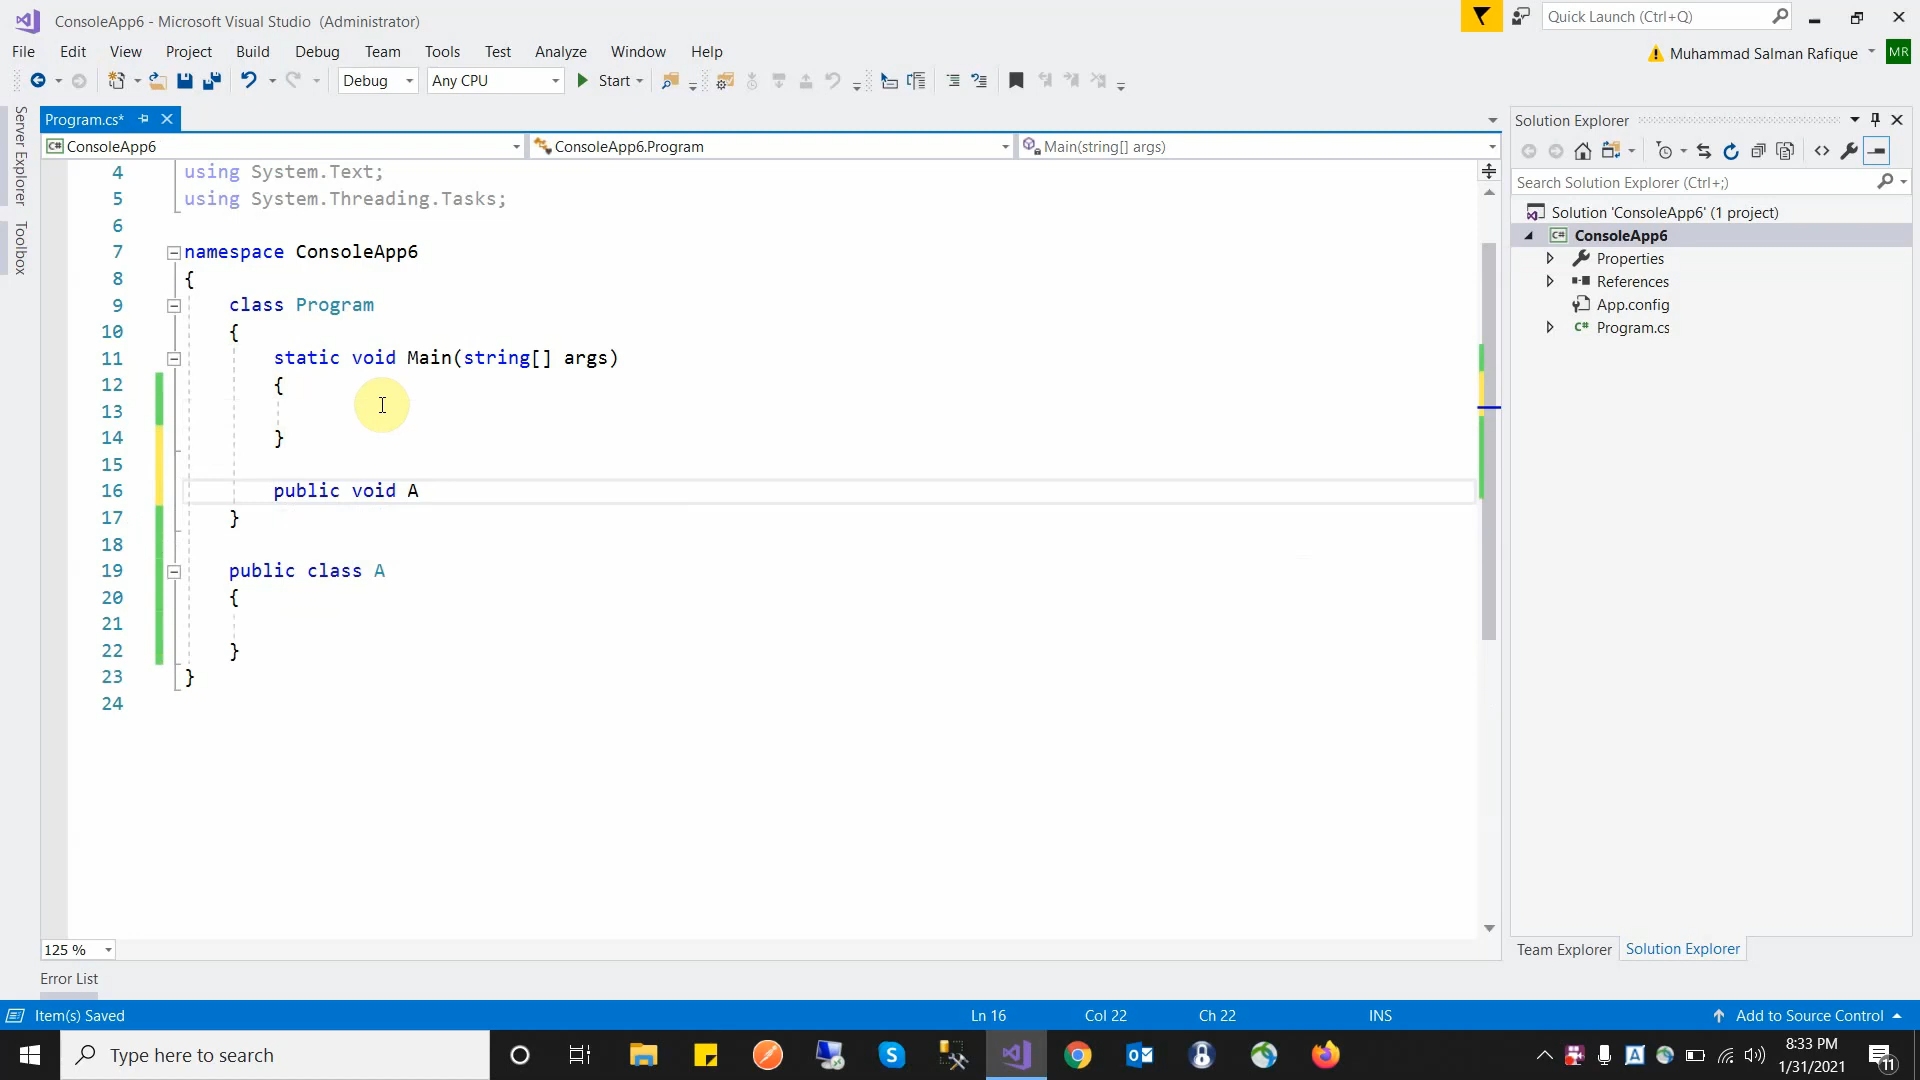 ConsoleApp6 - Microsoft Visual Studio (Administrator)
Quick Launch (Ctrl+Q)
File Edit View Project Build Debug Team Tools Test Analyze Window Help
Muhammad Salman Rafique
MR
Debug Any CPU Start
Server Explorer
Toolbox
Program.cs*
ConsoleApp6
ConsoleApp6.Program
Main(string[] args)
4 using System.Text;
5 using System.Threading.Tasks;
6
7 namespace ConsoleApp6
8 {
9 class Program
10 {
11 static void Main(string[] args)
12 {
13
14 }
15
16 public void A
17 }
18
19 public class A
20 {
21
22 }
23 }
24
125 %
Error List
Solution Explorer
Search Solution Explorer (Ctrl+;)
Solution 'ConsoleApp6' (1 project)
ConsoleApp6
Properties
References
App.config
Program.cs
Team Explorer Solution Explorer
Item(s) Saved Ln 16 Col 22 Ch 22 INS Add to Source Control
Type here to search
8:33 PM
1/31/2021
11